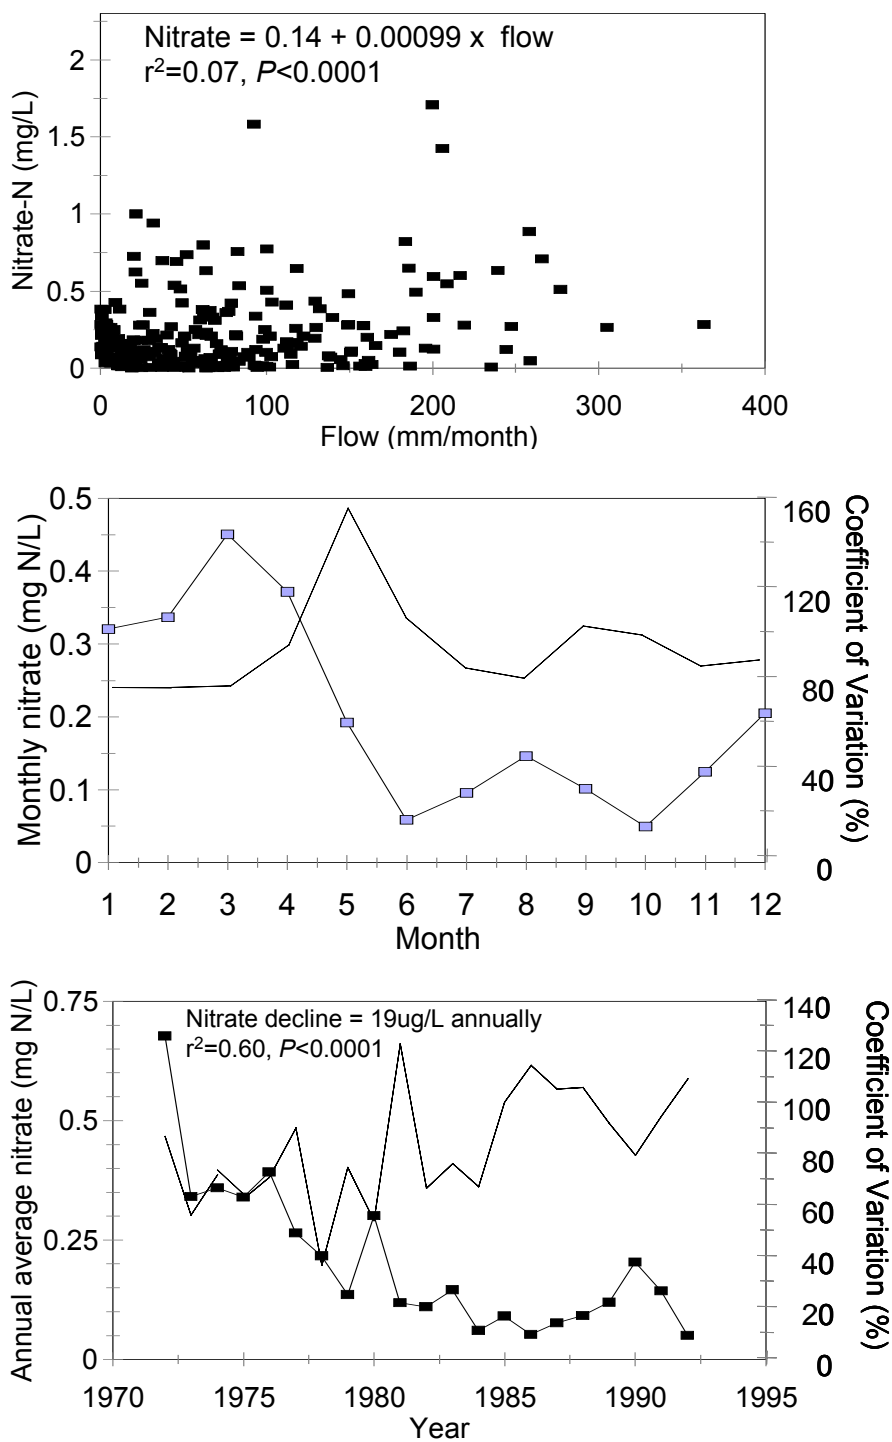 Nitrate = 0.14 + 0.00099 x flow
r²=0.07, P<0.0001
Nitrate-N (mg/L)
2
1.5
1
0.5
0
0 100 200 300 400
Flow (mm/month)
Monthly nitrate (mg N/L)
0.5
0.4
0.3
0.2
0.1
0
160
120
80
40
0
Coefficient of Variation (%)
1 2 3 4 5 6 7 8 9 10 11 12
Month
Annual average nitrate (mg N/L)
0.75
0.5
0.25
0
Nitrate decline = 19ug/L annually
r²=0.60, P<0.0001
140
120
100
80
60
40
20
0
Coefficient of Variation (%)
1970 1975 1980 1985 1990 1995
Year